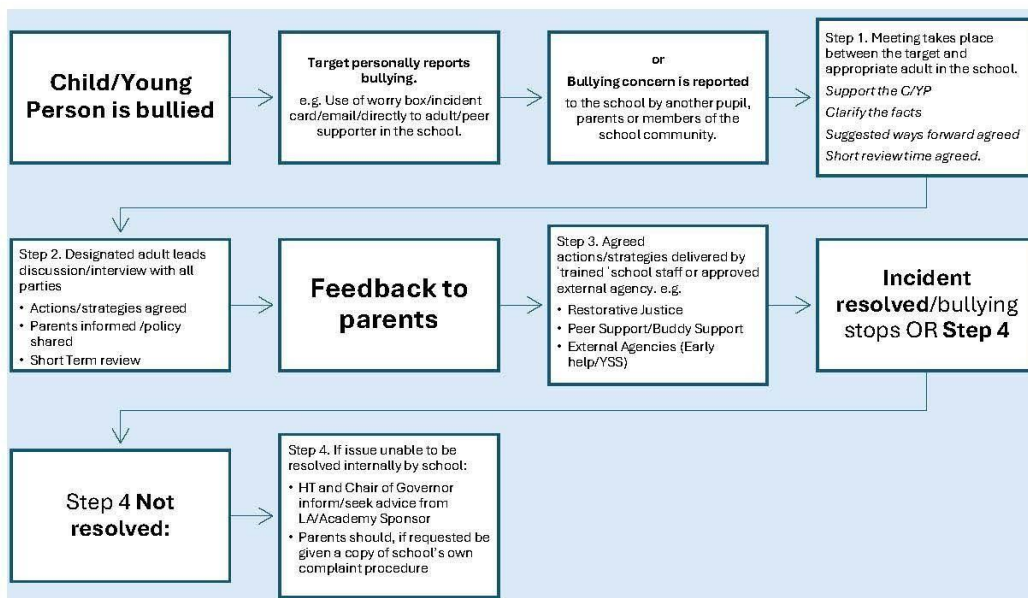 Child/Young
Person is bullied
Target personally reports
bullying.
e.g. Use of worry box/incident
card/email/directly to adult/peer
supporter in the school.
or
Bullying concern is reported
to the school by another pupil,
parents or members of the
school community.
Step 1. Meeting takes place
between the target and
appropriate adult in the school.
Support the C/YP
Clarify the facts
Suggested ways forward agreed
Short review time agreed.
Step 2. Designated adult leads
discussion/interview with all
parties
• Actions/strategies agreed
• Parents informed /policy
shared
• Short Term review
Feedback to
parents
Step 3. Agreed
actions/strategies delivered by
'trained 'school staff or approved
external agency. e.g.
• Restorative Justice
• Peer Support/Buddy Support
• External Agencies (Early
help/YSS)
Incident
resolved/bullying
stops OR Step 4
Step 4 Not
resolved:
Step 4. If issue unable to be
resolved internally by school:
• HT and Chair of Governor
inform/seek advice from
LA/Academy Sponsor
• Parents should, if requested be
given a copy of school's own
complaint procedure